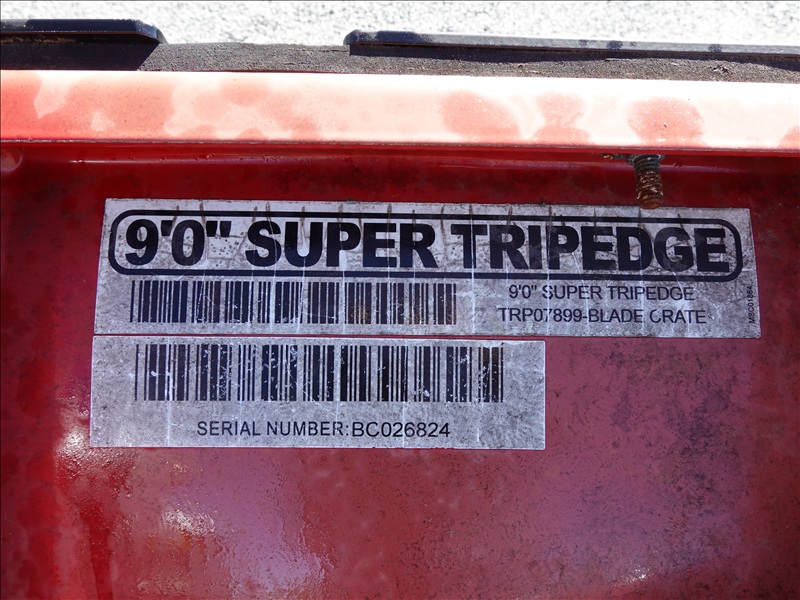 9'0" SUPER TRIPEDGE
9'0" SUPER TRIPEDGE
TRP07899-BLADE CRATE
SERIAL NUMBER:BC026824